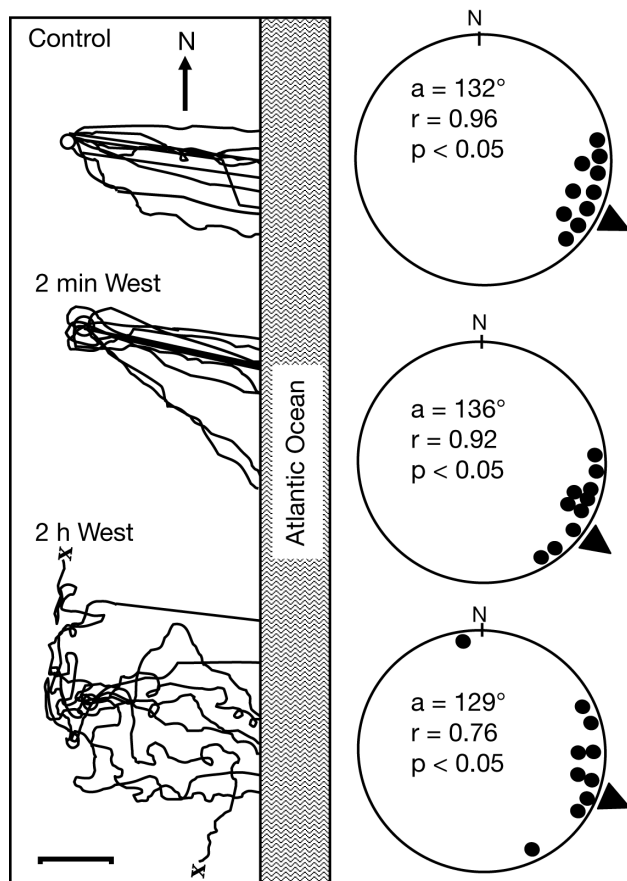 Control
N
2 min West
2 h West
x
x
Atlantic Ocean
N
a = 132°
r = 0.96
p < 0.05
N
a = 136°
r = 0.92
p < 0.05
N
a = 129°
r = 0.76
p < 0.05